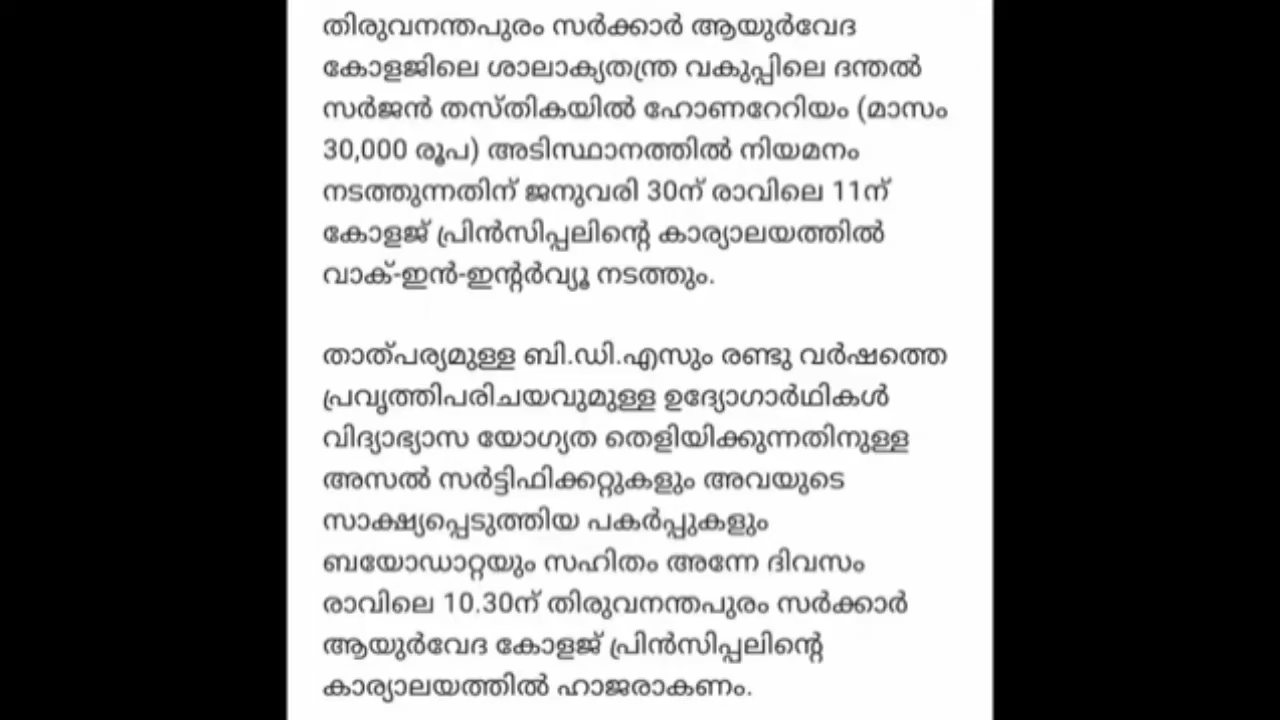 തിരുവനന്തപുരം സർക്കാർ ആയുർവേദ
കോളജിലെ ശാലാക്യതന്ത്ര വകുപ്പിലെ ദന്തൽ
സർജൻ തസ്തികയിൽ ഹോണറേറിയം (മാസം
30,000 രൂപ) അടിസ്ഥാനത്തിൽ നിയമനം
നടത്തുന്നതിന് ജനുവരി 30ന് രാവിലെ 11ന്
കോളജ് പ്രിൻസിപ്പലിന്റെ കാര്യാലയത്തിൽ
വാക്-ഇൻ-ഇന്റർവ്യൂ നടത്തും.
താത്പര്യമുള്ള ബി.ഡി.എസും രണ്ടു വർഷത്തെ
പ്രവൃത്തിപരിചയവുമുള്ള ഉദ്യോഗാർഥികൾ
വിദ്യാഭ്യാസ യോഗ്യത തെളിയിക്കുന്നതിനുള്ള
അസൽ സർട്ടിഫിക്കറ്റുകളും അവയുടെ
സാക്ഷ്യപ്പെടുത്തിയ പകർപ്പുകളും
ബയോഡാറ്റയും സഹിതം അന്നേ ദിവസം
രാവിലെ 10.30ന് തിരുവനന്തപുരം സർക്കാർ
ആയുർവേദ കോളജ് പ്രിൻസിപ്പലിന്റെ
കാര്യാലയത്തിൽ ഹാജരാകണം.